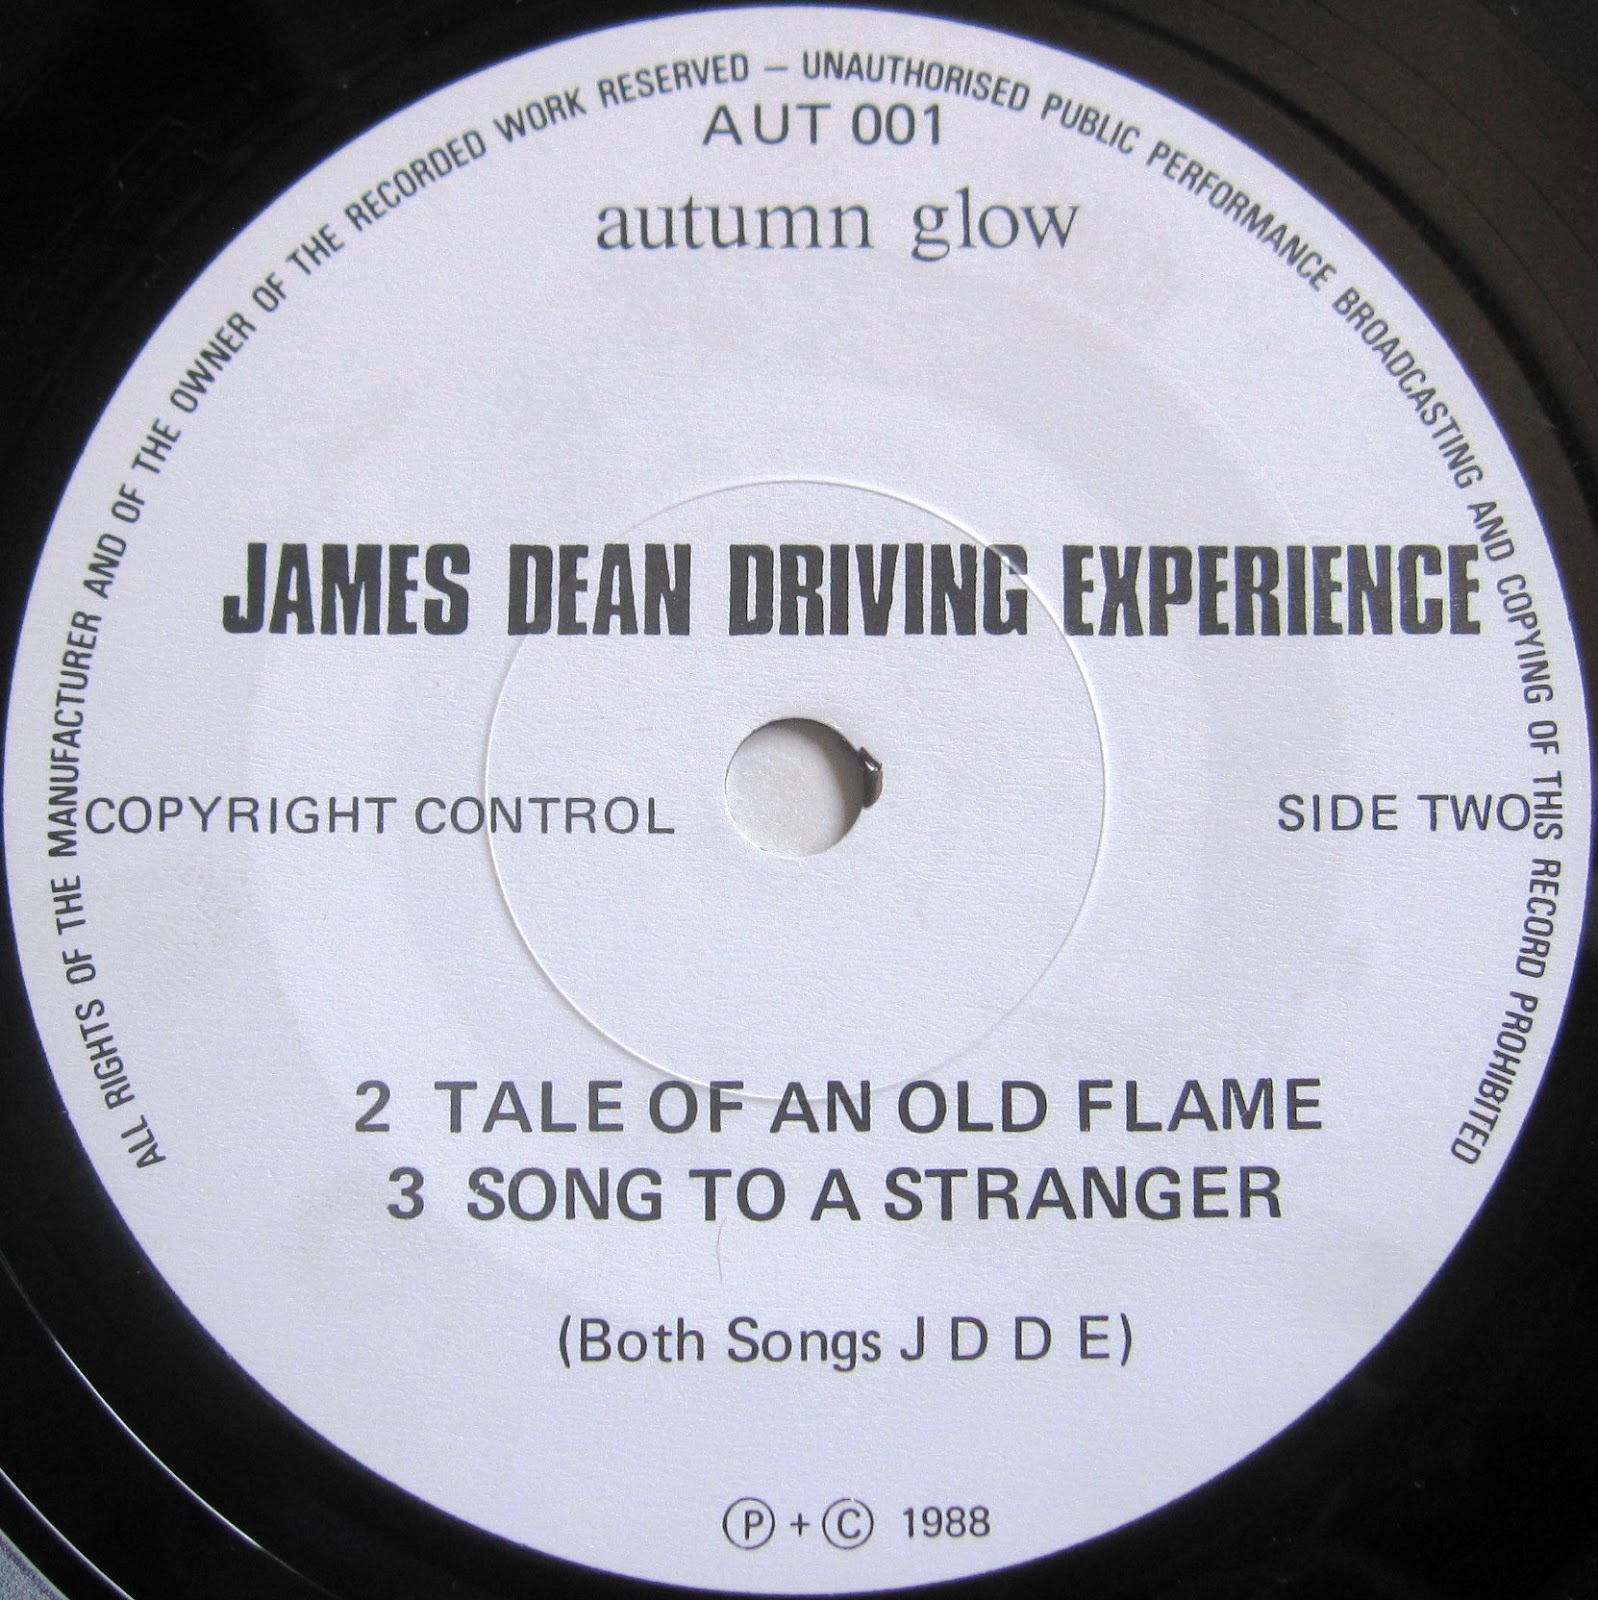 ALL RIGHTS OF THE MANUFACTURER AND OF THE OWNER OF THE RECORDED WORK RESERVED – UNAUTHORISED PUBLIC PERFORMANCE BROADCASTING AND COPYING OF THIS RECORD PROHIBITED
AUT 001
autumn glow
JAMES DEAN DRIVING EXPERIENCE
COPYRIGHT CONTROL
SIDE TWO
2 TALE OF AN OLD FLAME
3 SONG TO A STRANGER
(Both Songs J D D E)
Ⓟ + Ⓒ 1988